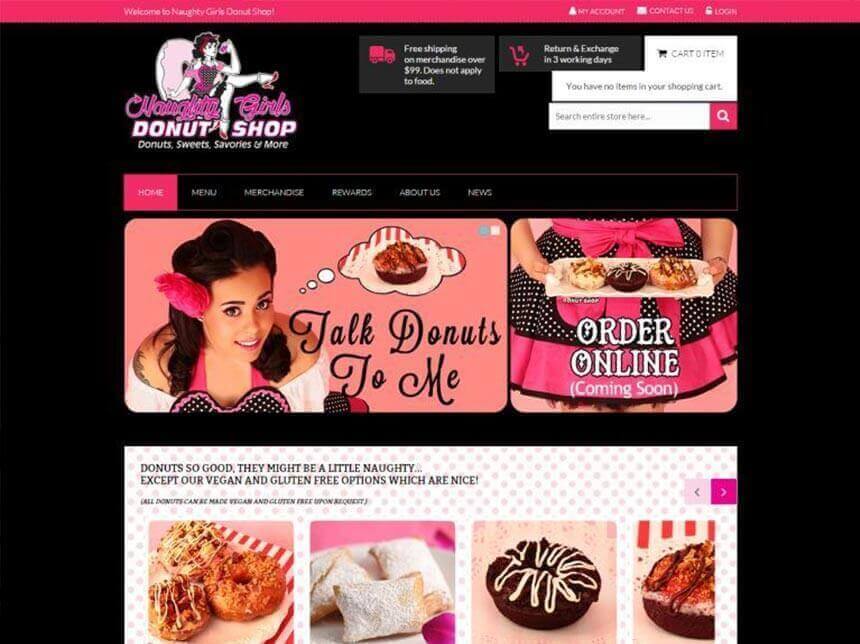 Welcome to Naughty Girls Donut Shop!
MY ACCOUNT
CONTACT US
LOGIN
Naughty Girls
DONUT SHOP
Donuts, Sweets, Savories & More
Free shipping
on merchandise over
$99. Does not apply
to food.
Return & Exchange
in 3 working days
CART 0 ITEM
You have no items in your shopping cart.
Search entire store here...
HOME
MENU
MERCHANDISE
REWARDS
ABOUT US
NEWS
Talk Donuts
To Me
DONUT SHOP
ORDER
ONLINE
(Coming Soon)
DONUTS SO GOOD, THEY MIGHT BE A LITTLE NAUGHTY...
EXCEPT OUR VEGAN AND GLUTEN FREE OPTIONS WHICH ARE NICE!
(ALL DONUTS CAN BE MADE VEGAN AND GLUTEN FREE UPON REQUEST.)